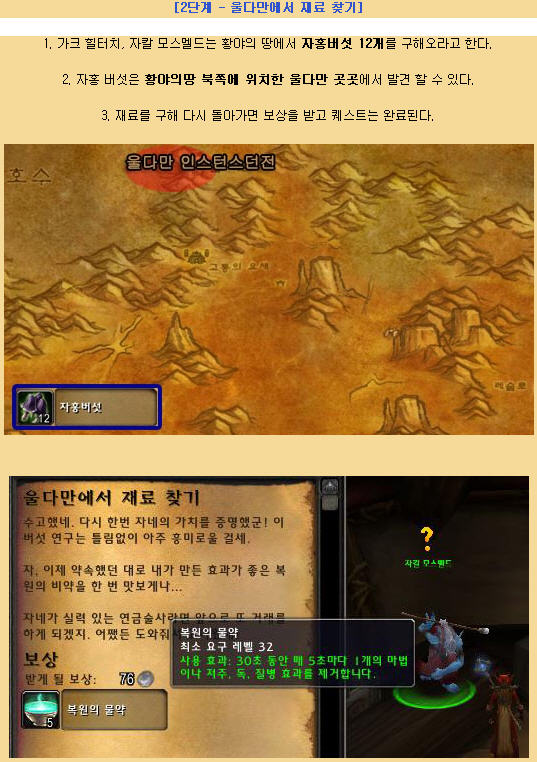 [2단계 - 울다만에서 재료 찾기]
1. 가크 힐터치, 자칼 모스멜드는 황야의 땅에서 자홍버섯 12개를 구해오라고 한다.
2. 자홍 버섯은 황야의땅 북쪽에 위치한 울다만 곳곳에서 발견 할 수 있다.
3. 재료를 구해 다시 돌아가면 보상을 받고 퀘스트는 완료된다.
울다만 인스턴스던전
호수
고통의 요새
레슬로
12
자홍버섯
울다만에서 재료 찾기
수고했네. 다시 한번 자네의 가치를 증명했군! 이
버섯 연구는 틀림없이 아주 흥미로울 걸세.
자, 이제 약속했던 대로 내가 만든 효과가 좋은 복
원의 비약을 한 번 맛보게나...
자네가 실력 있는 연금술사라면 앞으로 또 거래를
하게 되겠지. 어쨌든 도와줘서
보상
받게 될 보상: 76
5
복원의 물약
복원의 물약
최소 요구 레벨 32
사용 효과: 30초 동안 매 5초마다 1개의 마법
이나 저주, 독, 질병 효과를 제거합니다.
자칼 모스멜드